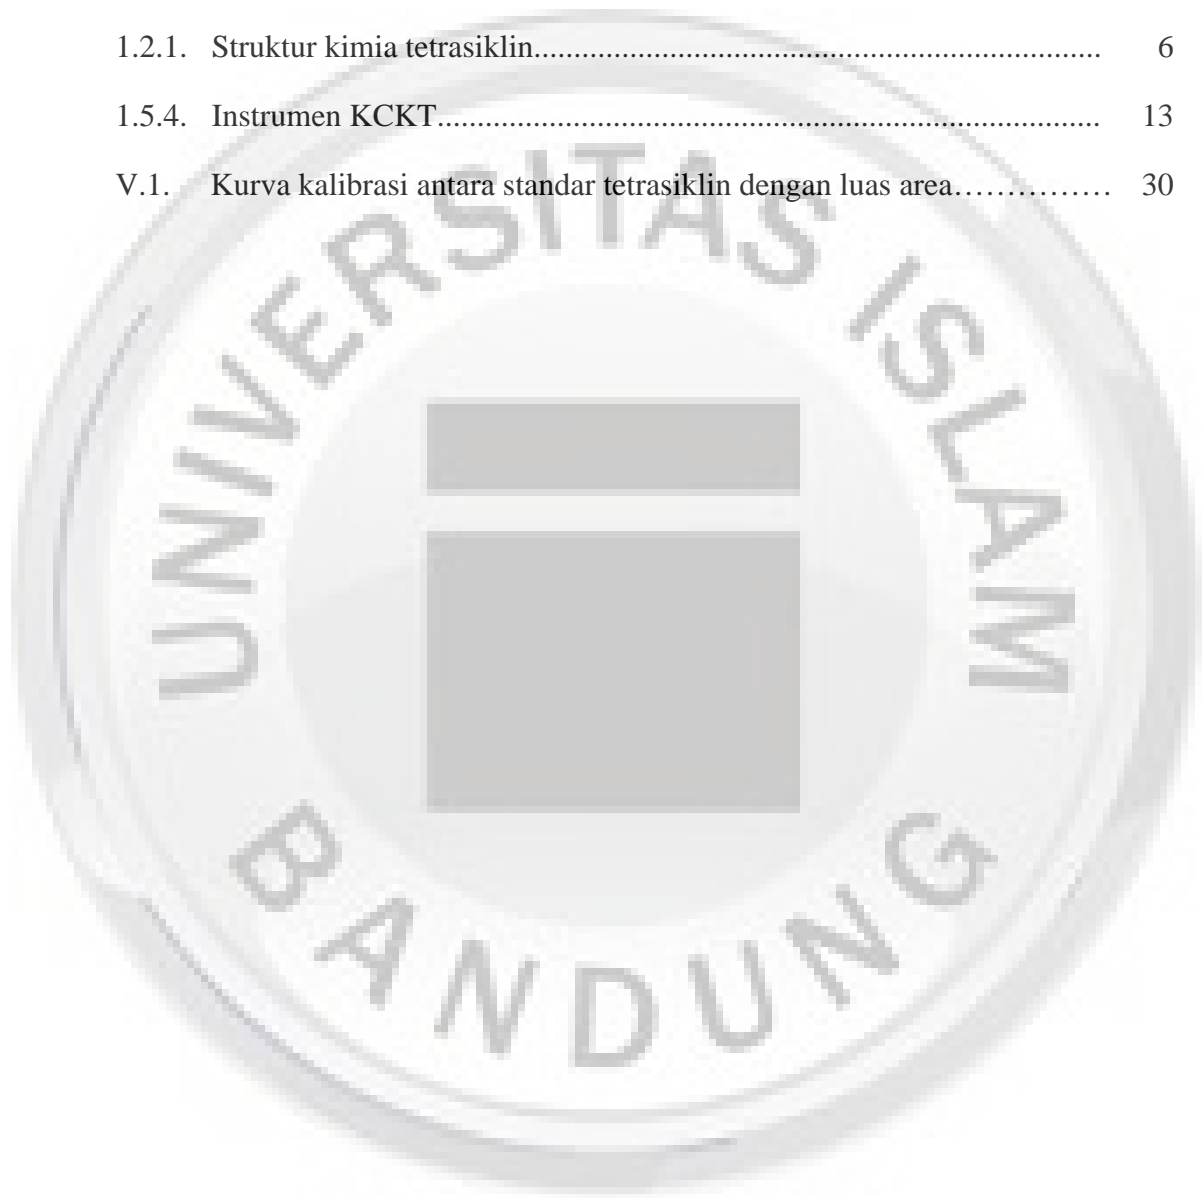 1.2.1. Struktur kimia tetrasiklin....................................................................... 6
1.5.4. Instrumen KCKT................................................................................... 13
V.1. Kurva kalibrasi antara standar tetrasiklin dengan luas area…………… 30
UNIVERSITAS ISLAM
BANDUNG